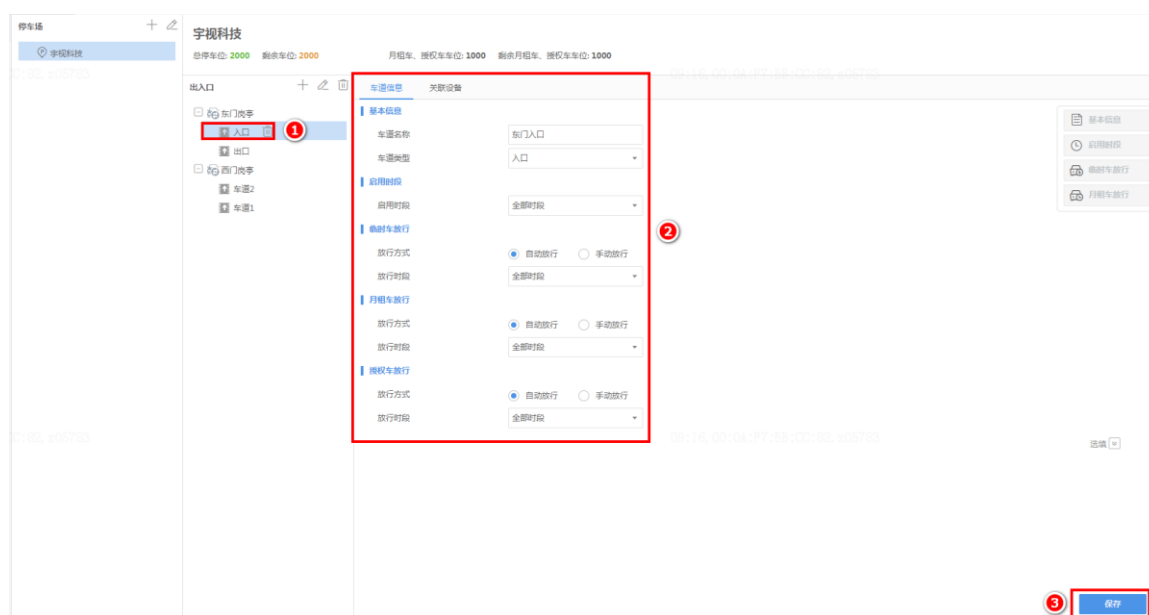 停车场
宇视科技
宇视科技
总停车位: 2000 剩余车位: 2000 月租车、授权车车位: 1000 剩余月租车、授权车车位: 1000
出入口
东门岗亭
入口
出口
西门岗亭
车道2
车道1
1
车道信息 关联设备
基本信息
车道名称 东门入口
车道类型 入口
启用时段
启用时段 全部时段
临时车放行
放行方式 自动放行 手动放行
放行时段 全部时段
月租车放行
放行方式 自动放行 手动放行
放行时段 全部时段
授权车放行
放行方式 自动放行 手动放行
放行时段 全部时段
2
基本信息
启用时段
临时车放行
月租车放行
选填
3
保存